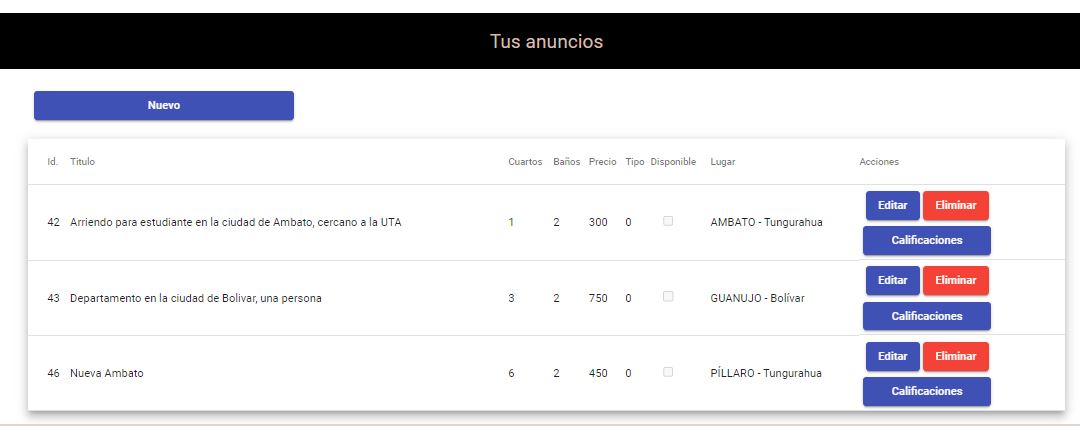 Tus anuncios
Nuevo
Id. Titulo Cuartos Baños Precio Tipo Disponible Lugar Acciones
42 Arriendo para estudiante en la ciudad de Ambato, cercano a la UTA 1 2 300 0 AMBATO - Tungurahua Editar Eliminar
Calificaciones
43 Departamento en la ciudad de Bolivar, una persona 3 2 750 0 GUANUJO - Bolívar Editar Eliminar
Calificaciones
46 Nueva Ambato 6 2 450 0 PÍLLARO - Tungurahua Editar Eliminar
Calificaciones